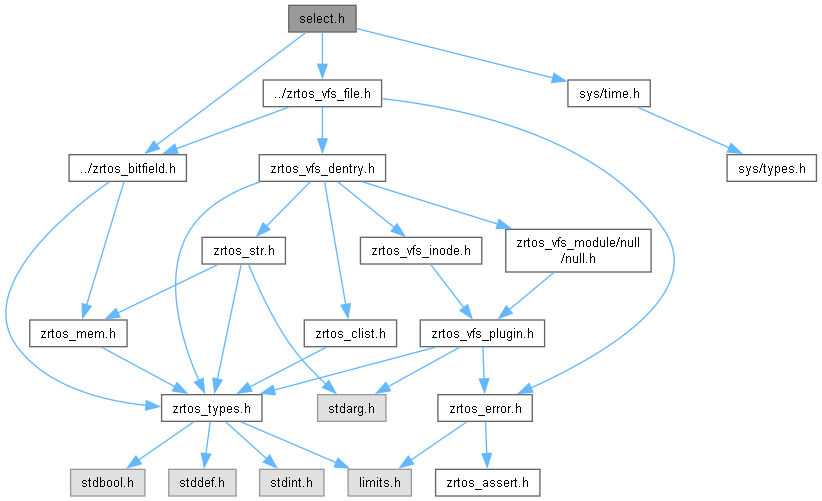 select.h
../zrtos_vfs_file.h
sys/time.h
../zrtos_bitfield.h
zrtos_vfs_dentry.h
sys/types.h
zrtos_str.h
zrtos_vfs_inode.h
zrtos_vfs_module/null
/null.h
zrtos_mem.h
zrtos_clist.h
zrtos_vfs_plugin.h
zrtos_types.h
stdarg.h
zrtos_error.h
stdbool.h
stddef.h
stdint.h
limits.h
zrtos_assert.h